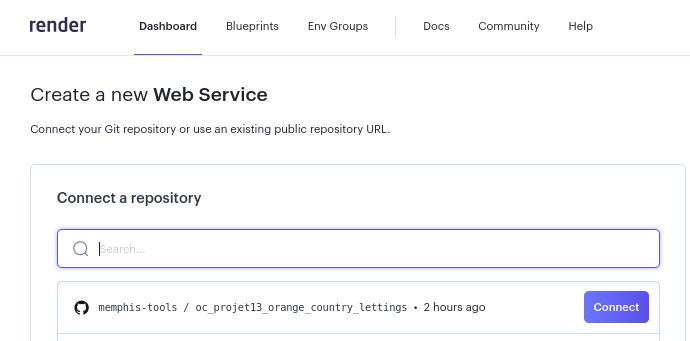 render Dashboard Blueprints Env Groups Docs Community Help
Create a new Web Service
Connect your Git repository or use an existing public repository URL.
Connect a repository
Search...
memphis-tools / oc_projet13_orange_country_lettings • 2 hours ago Connect